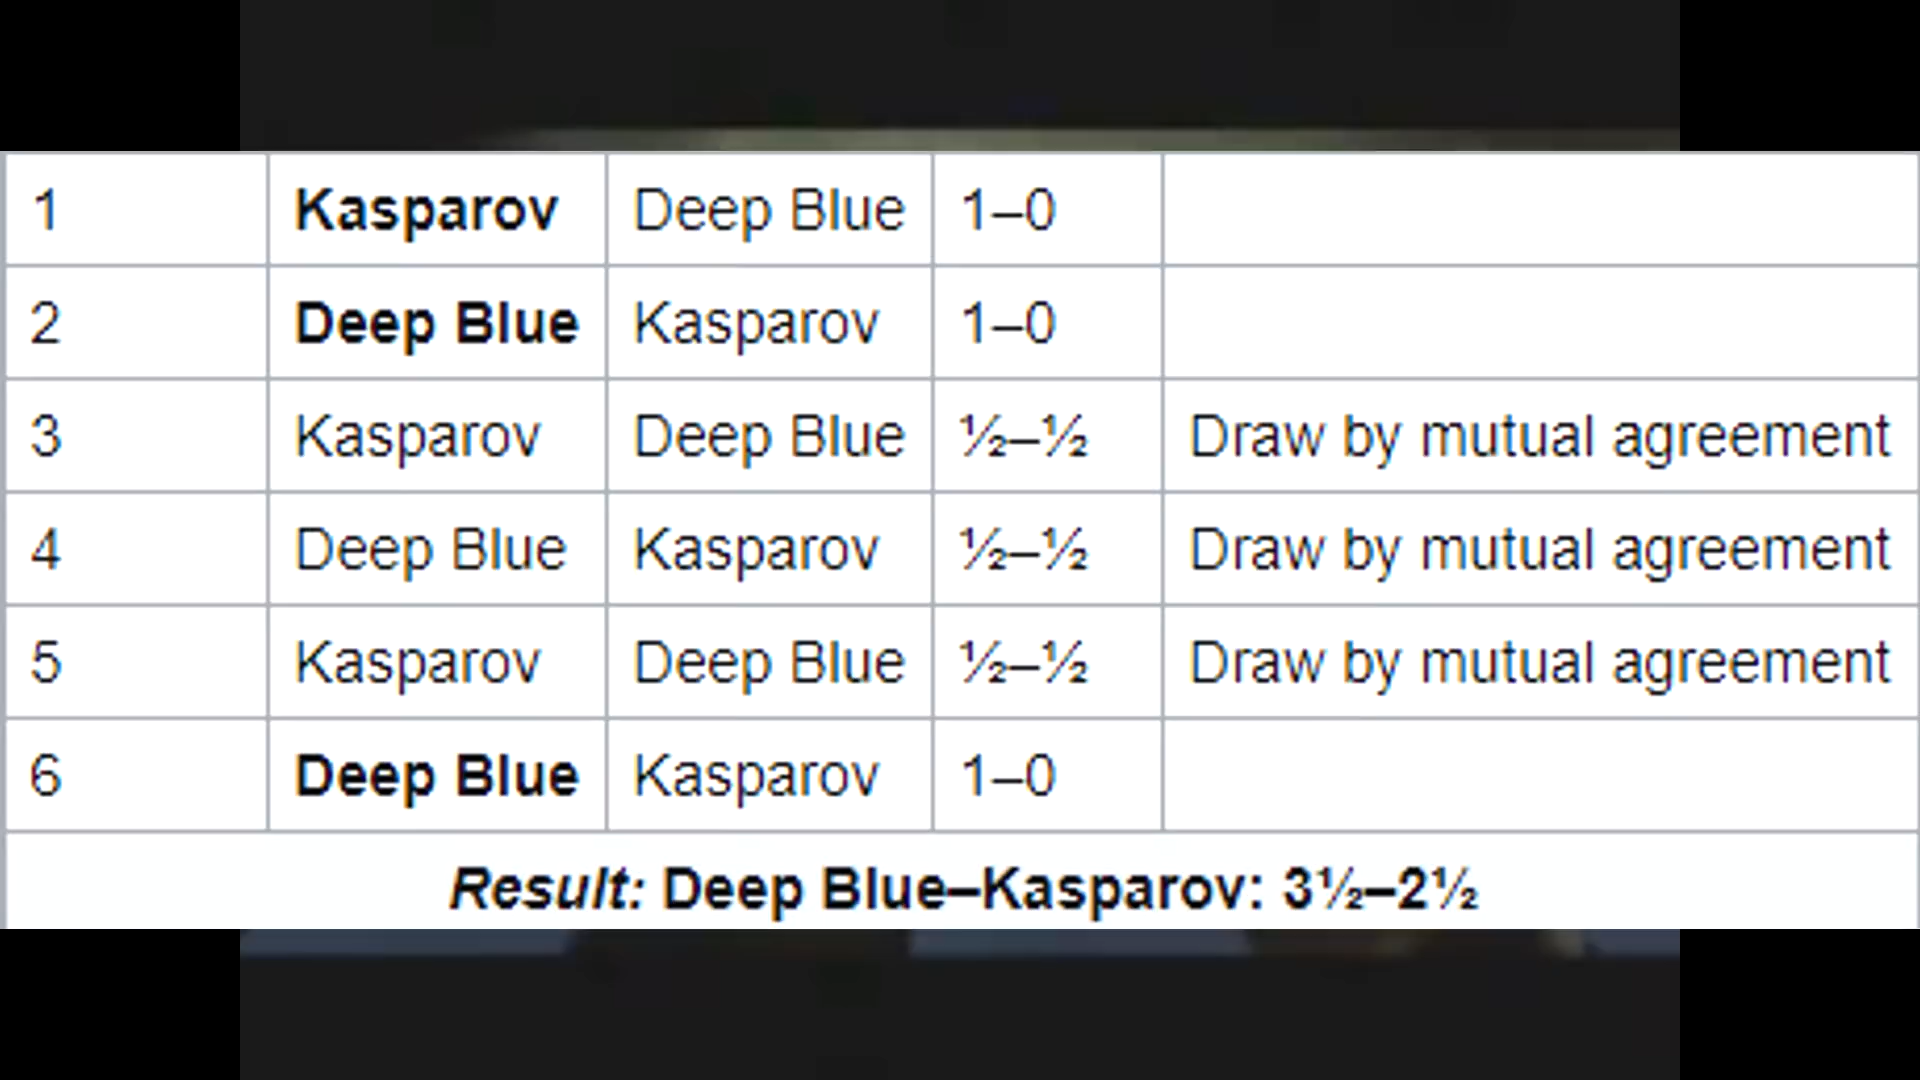 1 Kasparov Deep Blue 1–0
2 Deep Blue Kasparov 1–0
3 Kasparov Deep Blue ½–½ Draw by mutual agreement
4 Deep Blue Kasparov ½–½ Draw by mutual agreement
5 Kasparov Deep Blue ½–½ Draw by mutual agreement
6 Deep Blue Kasparov 1–0
Result: Deep Blue–Kasparov: 3½–2½